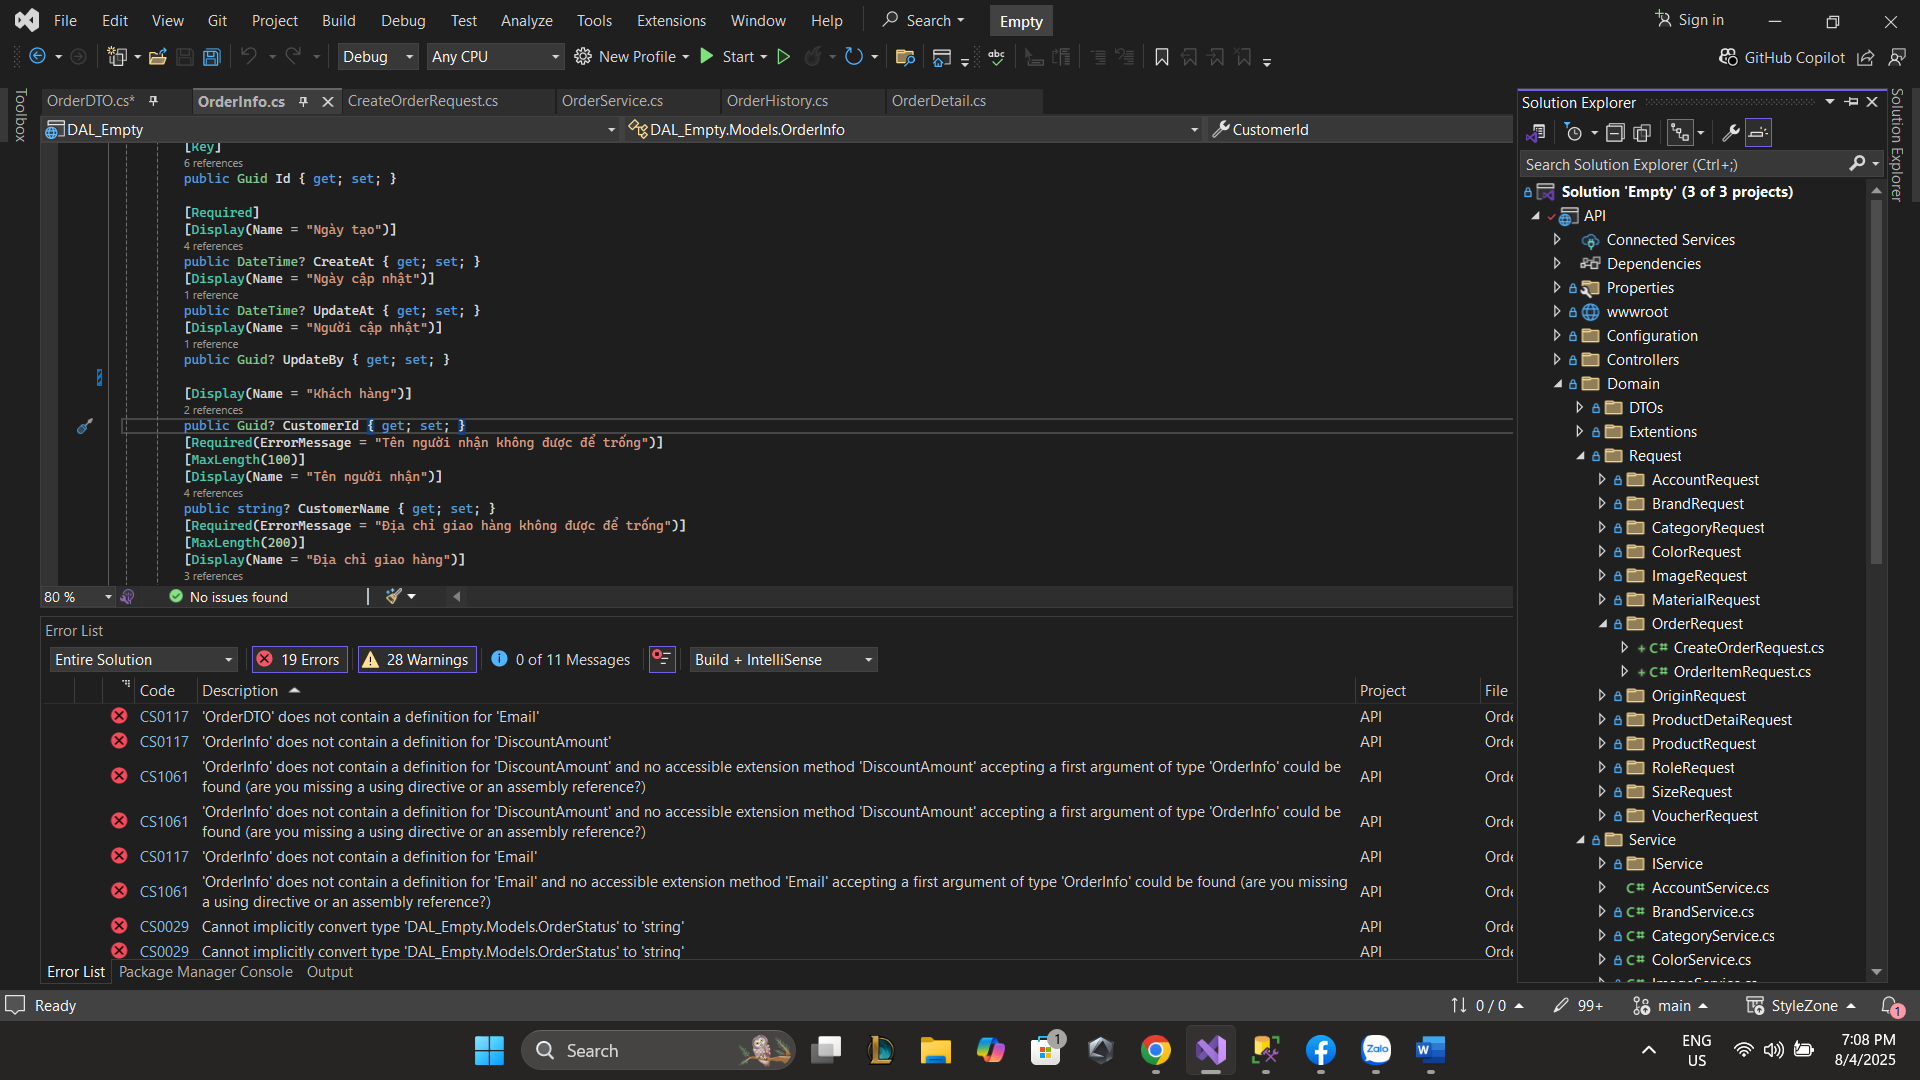 File Edit View Git Project Build Debug Test Analyze Tools Extensions Window Help Search Empty Sign in
Debug Any CPU New Profile Start GitHub Copilot
Toolbox
OrderDTO.cs* OrderInfo.cs CreateOrderRequest.cs OrderService.cs OrderHistory.cs OrderDetail.cs
DAL_Empty DAL_Empty.Models.OrderInfo CustomerId
[Key]
6 references
public Guid Id { get; set; }
[Required]
[Display(Name = "Ngày tạo")]
4 references
public DateTime? CreateAt { get; set; }
[Display(Name = "Ngày cập nhật")]
1 reference
public DateTime? UpdateAt { get; set; }
[Display(Name = "Người cập nhật")]
1 reference
public Guid? UpdateBy { get; set; }
[Display(Name = "Khách hàng")]
2 references
public Guid? CustomerId { get; set; }
[Required(ErrorMessage = "Tên người nhận không được để trống")]
[MaxLength(100)]
[Display(Name = "Tên người nhận")]
4 references
public string? CustomerName { get; set; }
[Required(ErrorMessage = "Địa chỉ giao hàng không được để trống")]
[MaxLength(200)]
[Display(Name = "Địa chỉ giao hàng")]
3 references
80 % No issues found
Error List
Entire Solution 19 Errors 28 Warnings 0 of 11 Messages Build + IntelliSense
Code Description Project File
CS0117 'OrderDTO' does not contain a definition for 'Email' API Orde
CS0117 'OrderInfo' does not contain a definition for 'DiscountAmount' API Orde
CS1061 'OrderInfo' does not contain a definition for 'DiscountAmount' and no accessible extension method 'DiscountAmount' accepting a first argument of type 'OrderInfo' could be API Orde
found (are you missing a using directive or an assembly reference?)
CS1061 'OrderInfo' does not contain a definition for 'DiscountAmount' and no accessible extension method 'DiscountAmount' accepting a first argument of type 'OrderInfo' could be API Orde
found (are you missing a using directive or an assembly reference?)
CS0117 'OrderInfo' does not contain a definition for 'Email' API Orde
CS1061 'OrderInfo' does not contain a definition for 'Email' and no accessible extension method 'Email' accepting a first argument of type 'OrderInfo' could be found (are you missing API Orde
a using directive or an assembly reference?)
CS0029 Cannot implicitly convert type 'DAL_Empty.Models.OrderStatus' to 'string' API Orde
CS0029 Cannot implicitly convert type 'DAL_Empty.Models.OrderStatus' to 'string' API Orde
Error List Package Manager Console Output
Solution Explorer
Solution Explorer
Search Solution Explorer (Ctrl+;)
Solution 'Empty' (3 of 3 projects)
API
Connected Services
Dependencies
Properties
wwwroot
Configuration
Controllers
Domain
DTOs
Extentions
Request
AccountRequest
BrandRequest
CategoryRequest
ColorRequest
ImageRequest
MaterialRequest
OrderRequest
C# CreateOrderRequest.cs
C# OrderItemRequest.cs
OriginRequest
ProductDetaiRequest
ProductRequest
RoleRequest
SizeRequest
VoucherRequest
Service
IService
C# AccountService.cs
C# BrandService.cs
C# CategoryService.cs
C# ColorService.cs
Ready 0 / 0 99+ main StyleZone 1
Search 1 Zalo ENG
US 7:08 PM
8/4/2025